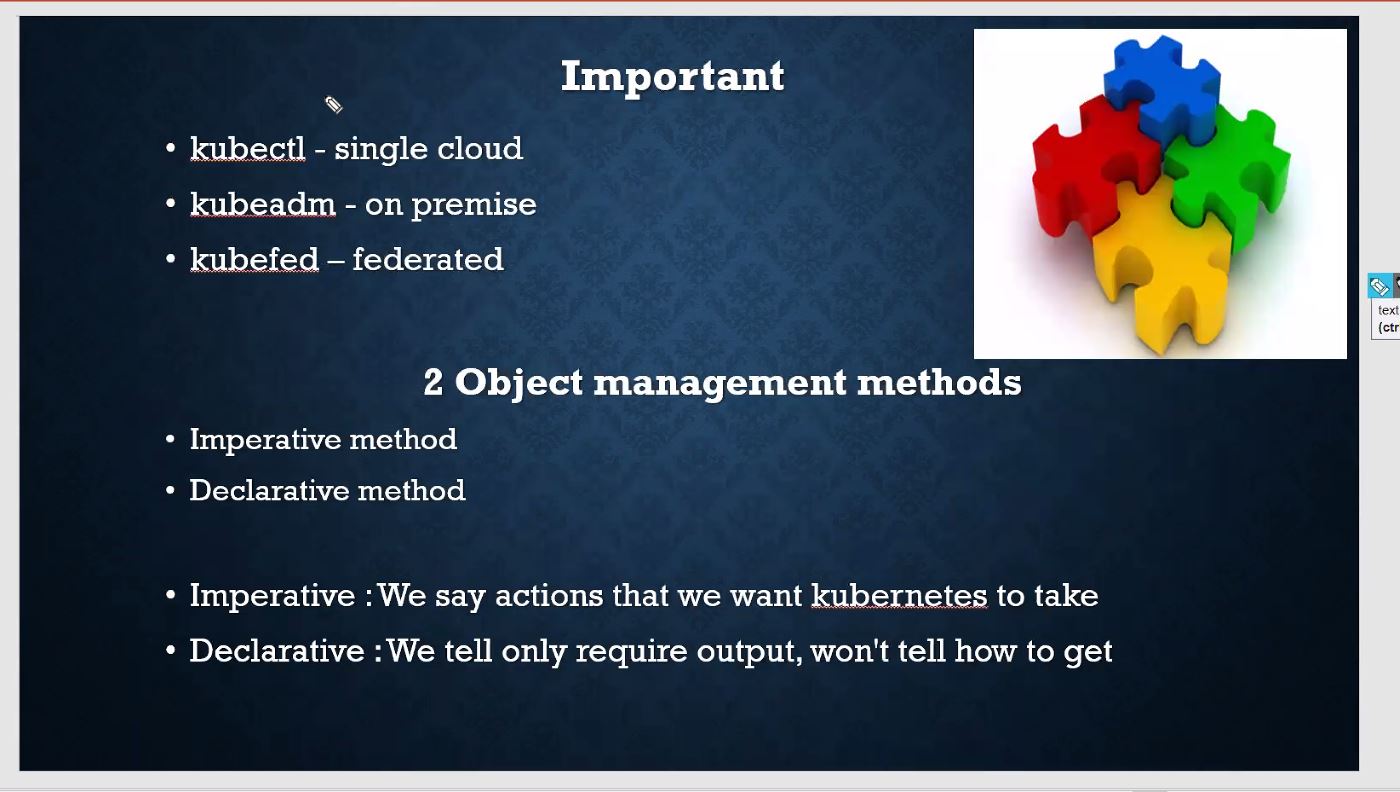 Important
• kubectl - single cloud
• kubeadm - on premise
• kubefed – federated
2 Object management methods
• Imperative method
• Declarative method
• Imperative : We say actions that we want kubernetes to take
• Declarative : We tell only require output, won't tell how to get
text
(ctr